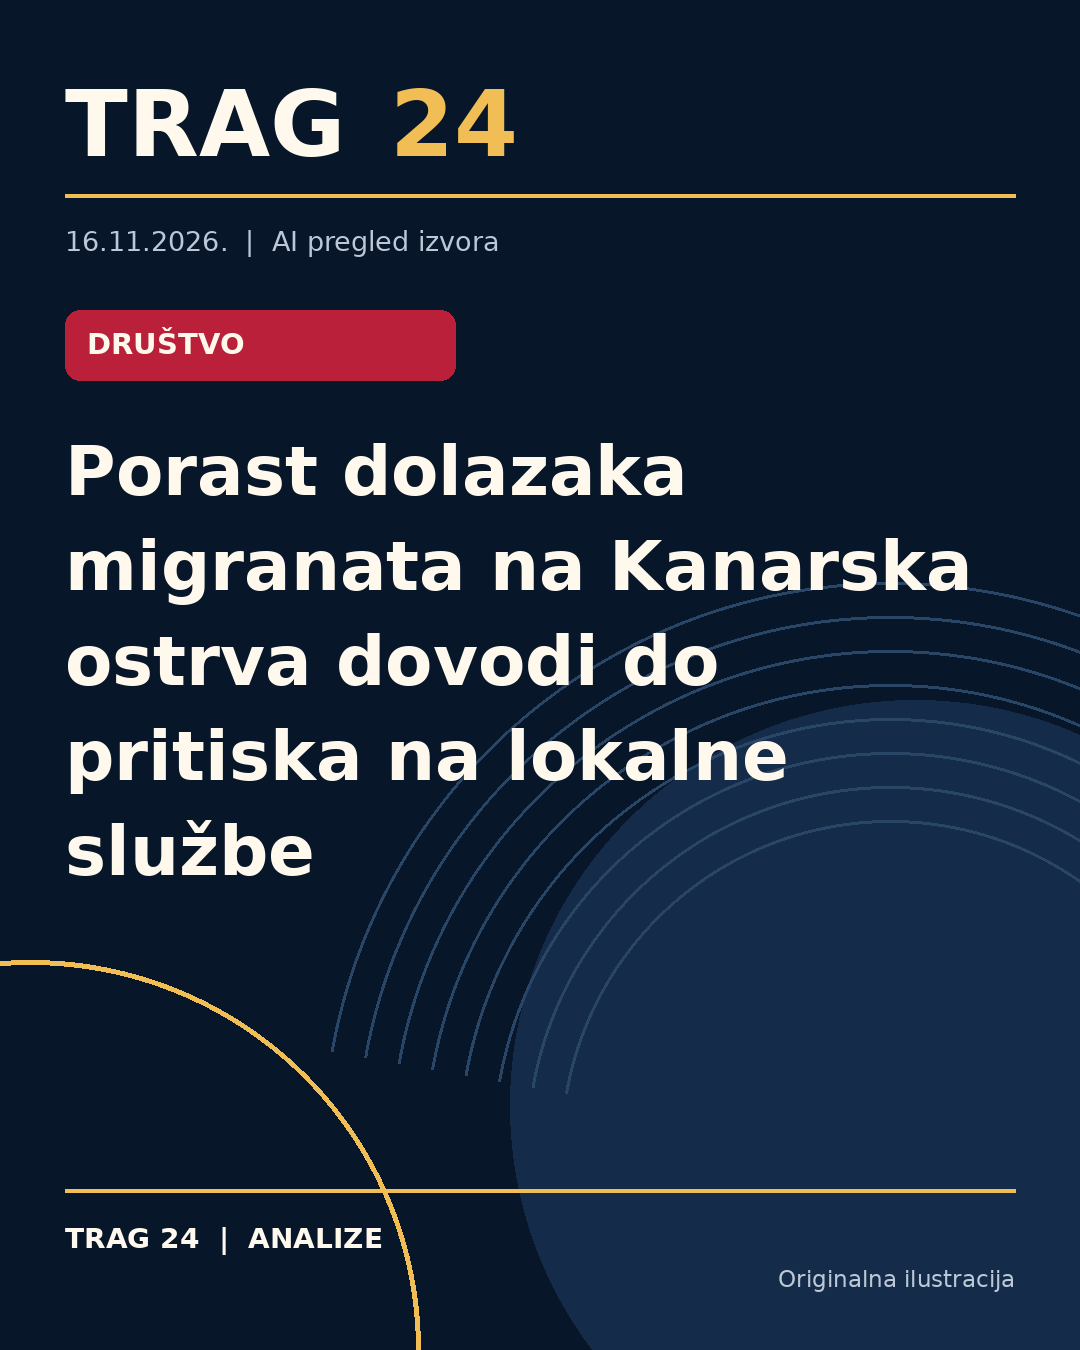 TRAG 24
16.11.2026. | AI pregled izvora
DRUŠTVO
Porast dolazaka
migranata na Kanarska
ostrva dovodi do
pritiska na lokalne
službe
TRAG 24 | ANALIZE
Originalna ilustracija